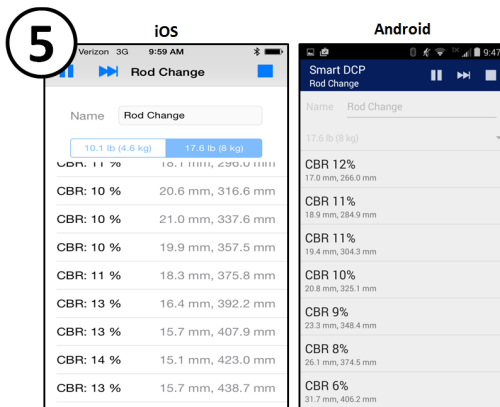 5
iOS
Verizon 3G 9:59 AM
Rod Change
Name Rod Change
10.1 lb (4.6 kg) 17.6 lb (8 kg)
CBR: 11 % 18.1 mm, 296.0 mm
CBR: 10 % 20.6 mm, 316.6 mm
CBR: 10 % 21.0 mm, 337.6 mm
CBR: 10 % 19.9 mm, 357.5 mm
CBR: 11 % 18.3 mm, 375.8 mm
CBR: 13 % 16.4 mm, 392.2 mm
CBR: 13 % 15.7 mm, 407.9 mm
CBR: 14 % 15.1 mm, 423.0 mm
CBR: 13 % 15.7 mm, 438.7 mm
Android
9:47
Smart DCP
Rod Change
Name Rod Change
17.6 lb (8 kg)
CBR 12%
17.0 mm, 266.0 mm
CBR 11%
18.9 mm, 284.9 mm
CBR 11%
19.4 mm, 304.3 mm
CBR 10%
20.8 mm, 325.1 mm
CBR 9%
23.3 mm, 348.4 mm
CBR 8%
26.1 mm, 374.5 mm
CBR 6%
31.7 mm, 406.2 mm